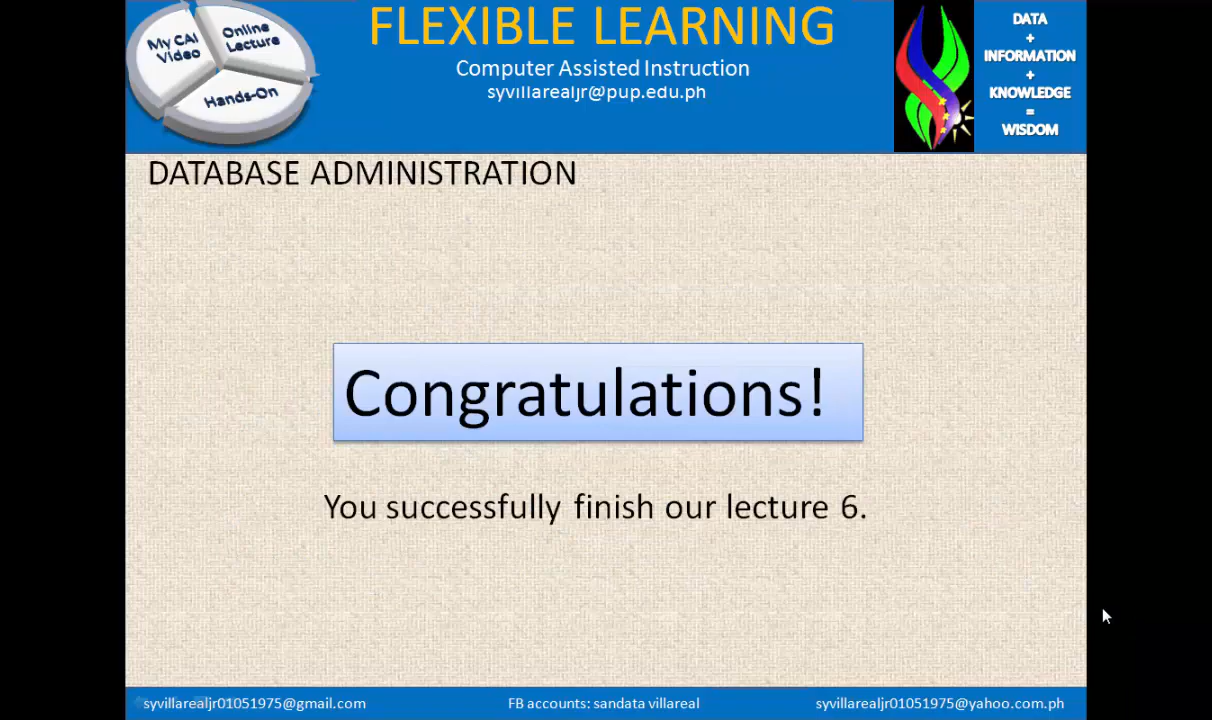 My CAI
Video
Online
Lecture
Hands-On
FLEXIBLE LEARNING
Computer Assisted Instruction
syvillarealjr@pup.edu.ph
DATA
+
INFORMATION
+
KNOWLEDGE
=
WISDOM
DATABASE ADMINISTRATION
Congratulations!
You successfully finish our lecture 6.
syvillarealjr01051975@gmail.com
FB accounts: sandata villareal
syvillarealjr01051975@yahoo.com.ph